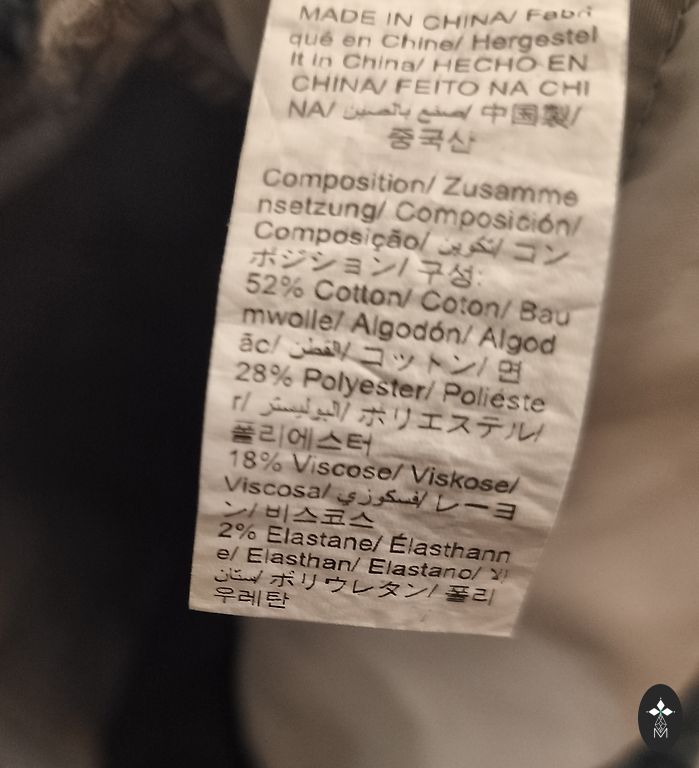 MADE IN CHINA/ Fabri
qué en Chine/ Hergestel
lt in China/ HECHO EN
CHINA/ FEITO NA CHI
NA/ صنع بالصين/ 中国製/
중국산
Composition/ Zusamme
nsetzung/ Composición/
Composição/ تكوين/ コン
ポジション/ 구성:
52% Cotton/ Coton/ Bau
mwolle/ Algodón/ Algod
ão/ القطن/ コットン/ 면
28% Polyester/ Poliéste
r/ البوليستر/ ポリエステル/
폴리에스터
18% Viscose/ Viskose/
Viscosa/ فسكوزي/ レーヨ
ン/ 비스코스
2% Elastane/ Élasthann
e/ Elasthan/ Elastano/ الا
ستان/ ポリウレタン/ 폴리
우레탄
M